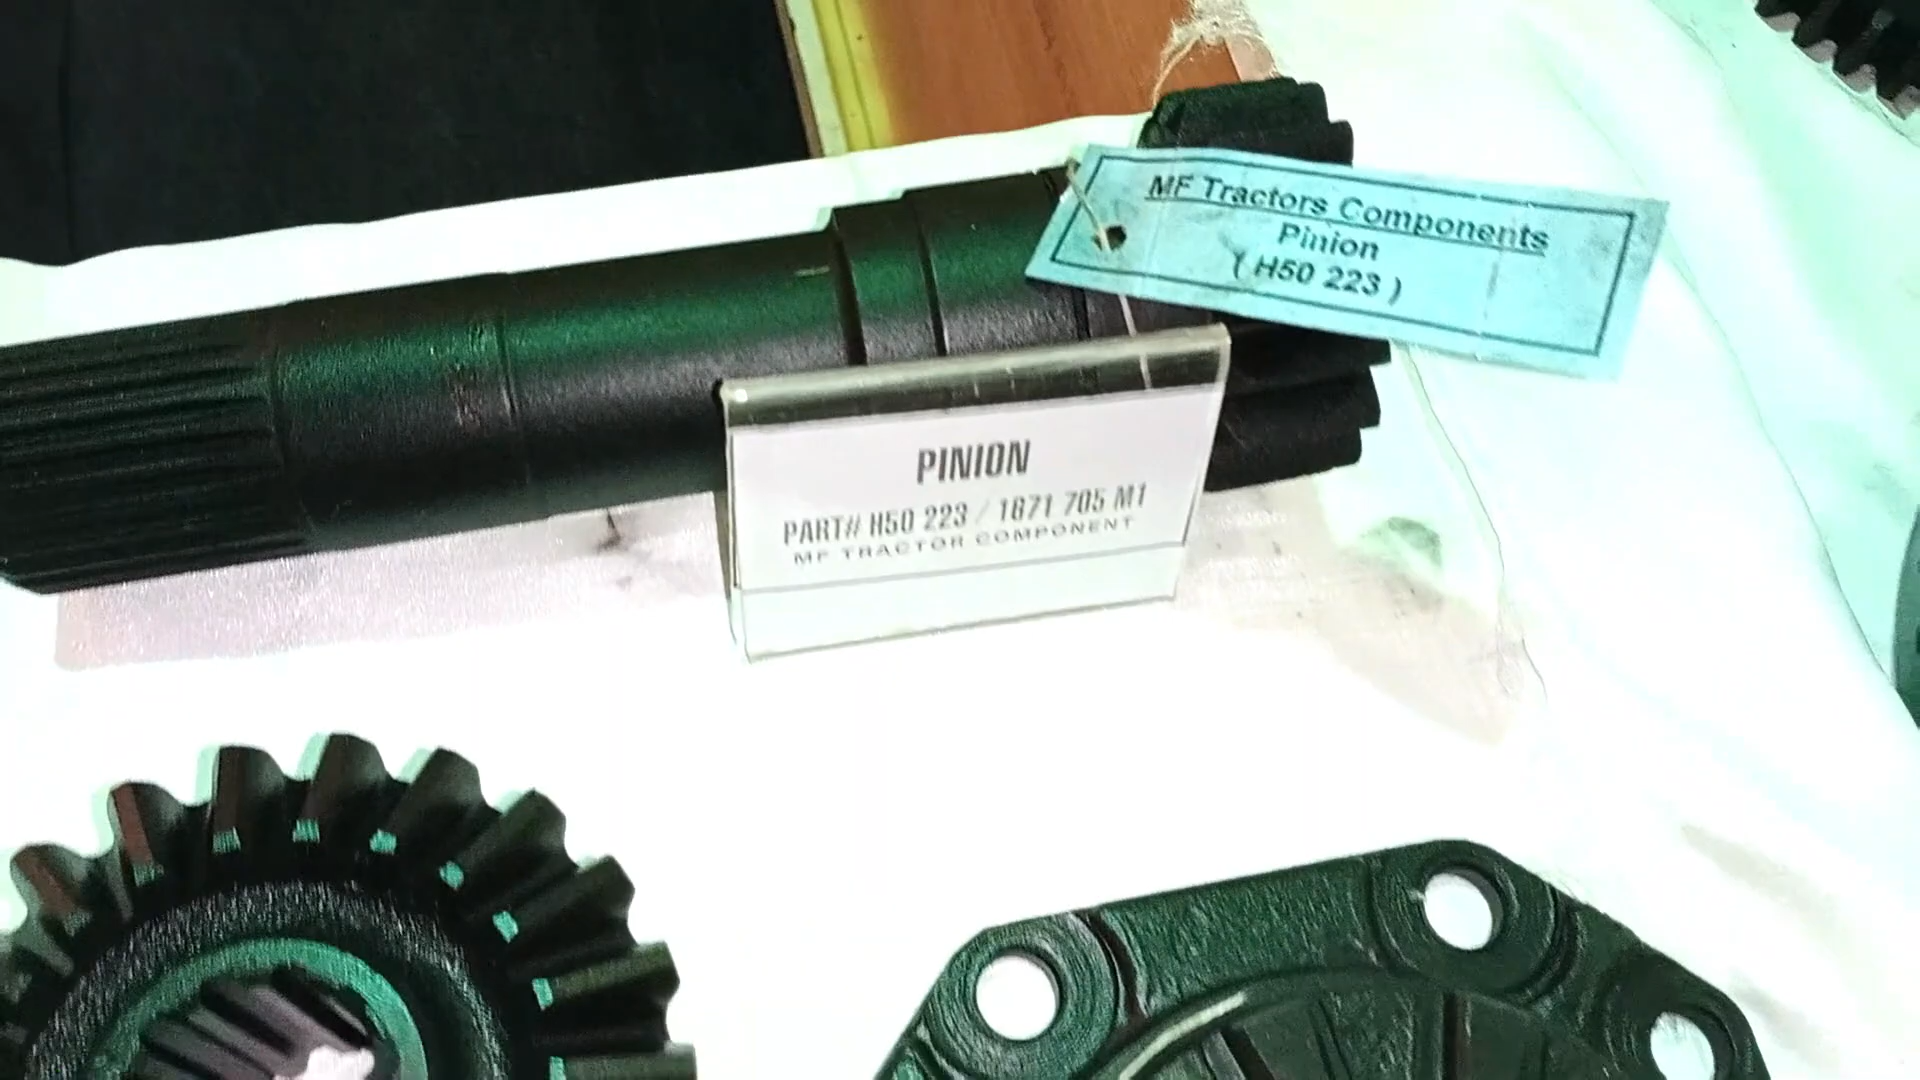 MF Tractors Components
Pinion
( H50 223 )
PINION
PART# H50 223 / 1671 705 M1
MF TRACTOR COMPONENT